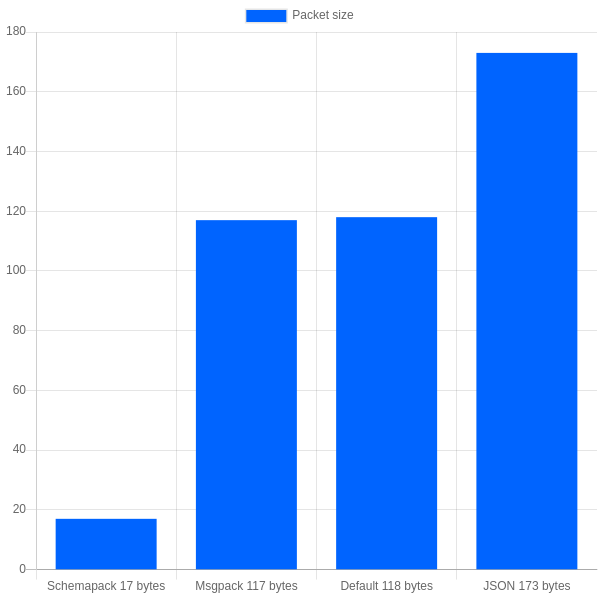 Packet size
180
160
140
120
100
80
60
40
20
0
Schemapack 17 bytes
Msgpack 117 bytes
Default 118 bytes
JSON 173 bytes